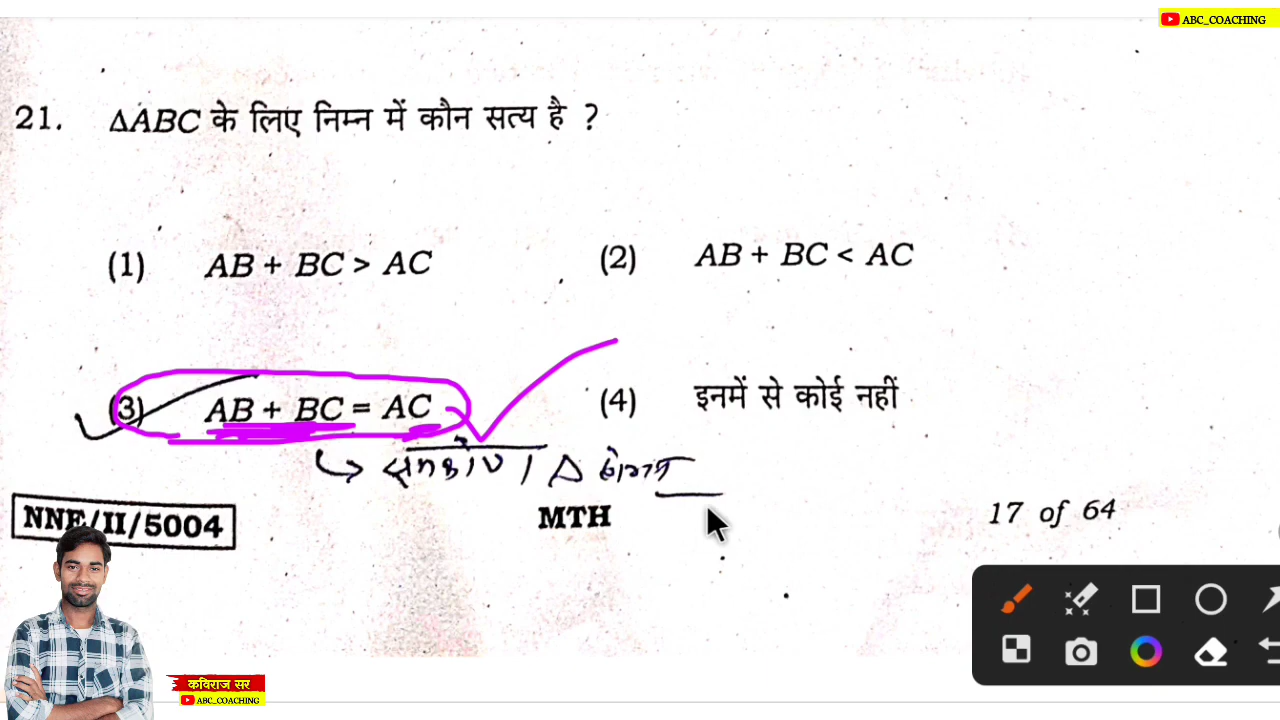 ABC_COACHING
21. ΔABC के लिए निम्न में कौन सत्य है ?
(1) AB + BC > AC (2) AB + BC < AC
(3) AB + BC = AC (4) इनमें से कोई नहीं
Δ
NNE/II/5004 MTH 17 of 64
कविराज सर
ABC_COACHING